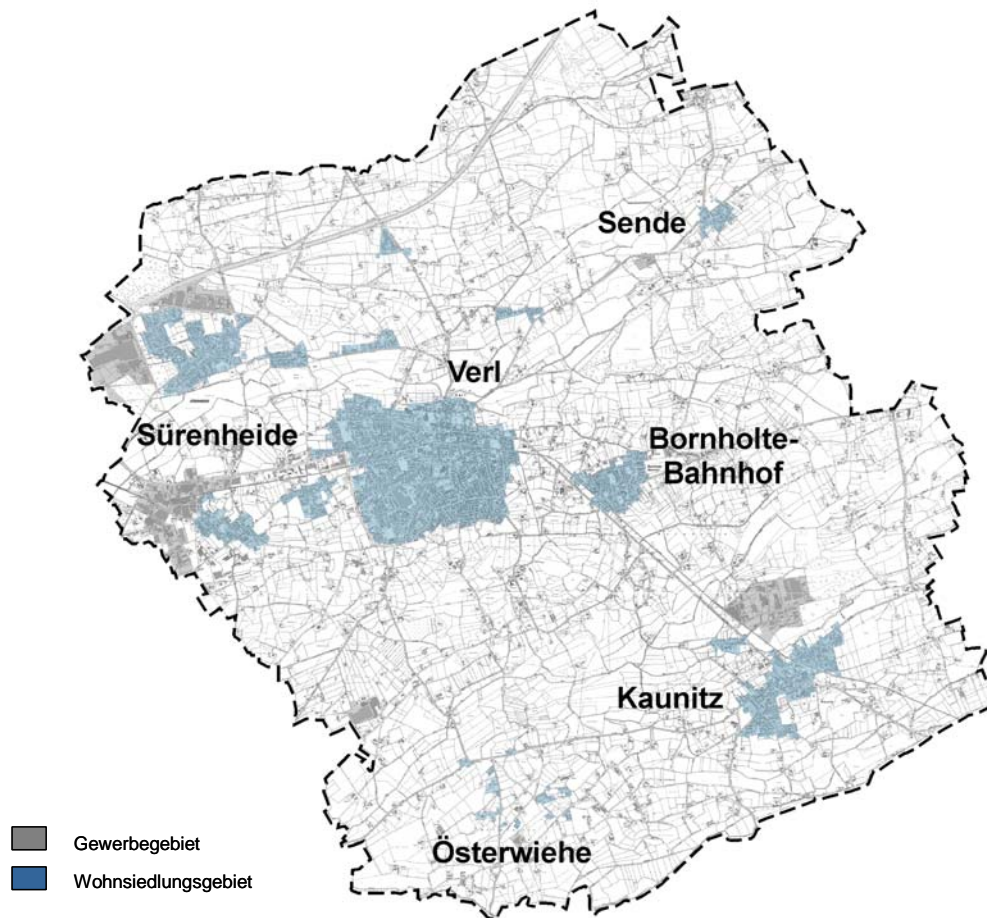 Sende
Verl
Sürenheide
Bornholte-
Bahnhof
Kaunitz
Österwiehe
Gewerbegebiet
Wohnsiedlungsgebiet